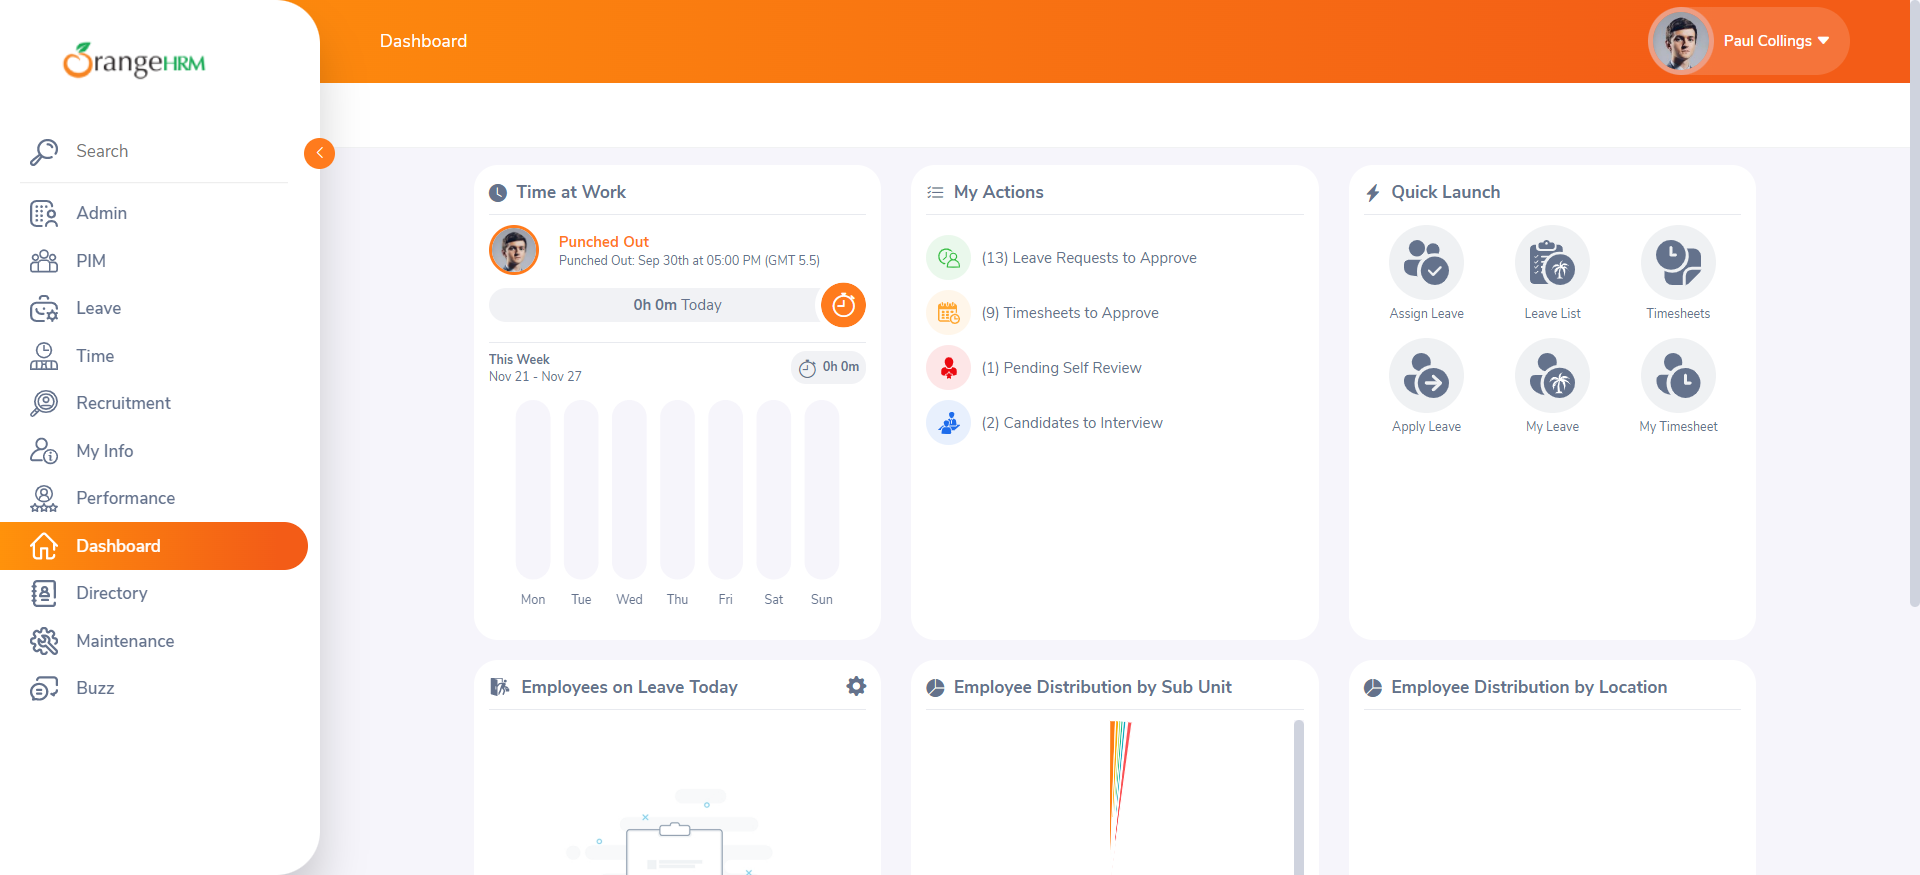 OrangeHRM
Search
Admin
PIM
Leave
Time
Recruitment
My Info
Performance
Dashboard
Directory
Maintenance
Buzz
Dashboard
Paul Collings
Time at Work
Punched Out
Punched Out: Sep 30th at 05:00 PM (GMT 5.5)
0h 0m Today
This Week
Nov 21 - Nov 27
0h 0m
Mon Tue Wed Thu Fri Sat Sun
My Actions
(13) Leave Requests to Approve
(9) Timesheets to Approve
(1) Pending Self Review
(2) Candidates to Interview
Quick Launch
Assign Leave Leave List Timesheets
Apply Leave My Leave My Timesheet
Employees on Leave Today
Employee Distribution by Sub Unit
Employee Distribution by Location